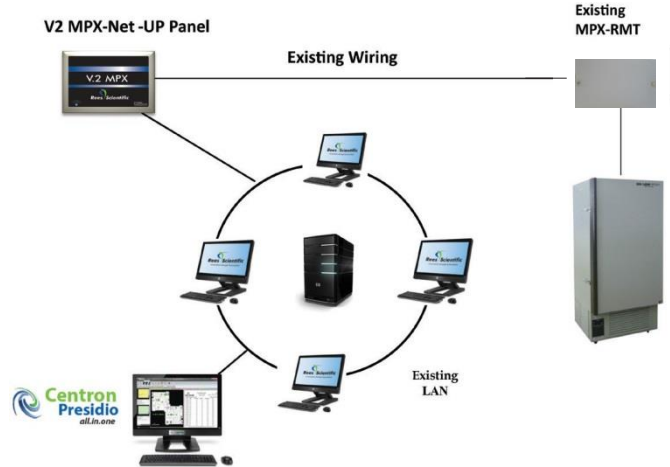 V2 MPX-Net -UP Panel
Existing
MPX-RMT
Existing Wiring
V.2 MPX
Rees Scientific
Rees Scientific
Rees Scientific
Rees Scientific
Rees Scientific
Existing
LAN
Centron
Presidio
all.in.one